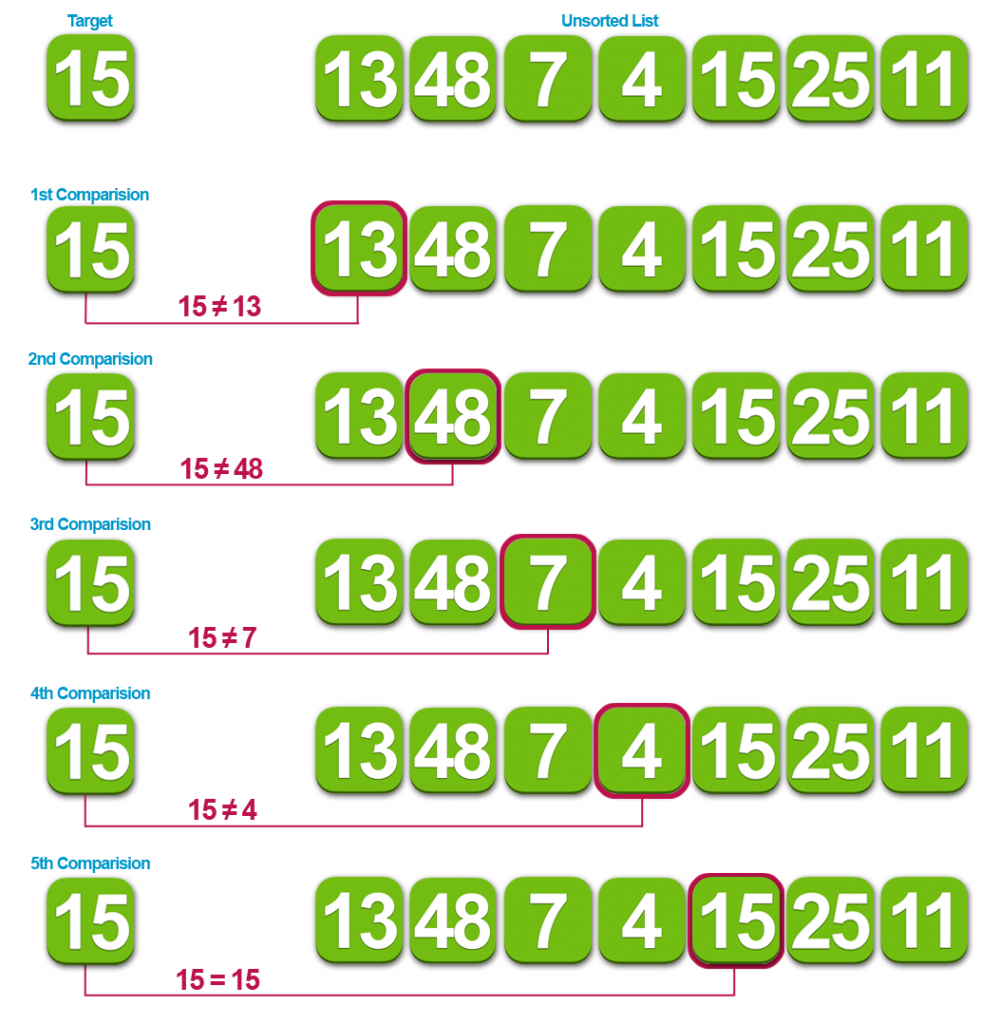 Target Unsorted List
15 13 48 7 4 15 25 11
1st Comparision
15 13 48 7 4 15 25 11
15 ≠ 13
2nd Comparision
15 13 48 7 4 15 25 11
15 ≠ 48
3rd Comparision
15 13 48 7 4 15 25 11
15 ≠ 7
4th Comparision
15 13 48 7 4 15 25 11
15 ≠ 4
5th Comparision
15 13 48 7 4 15 25 11
15 = 15